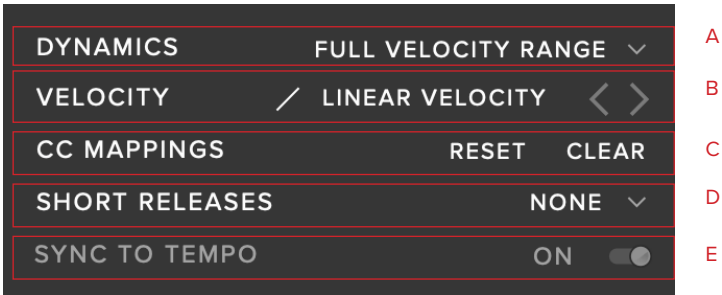 DYNAMICS FULL VELOCITY RANGE A
VELOCITY LINEAR VELOCITY B
CC MAPPINGS RESET CLEAR C
SHORT RELEASES NONE D
SYNC TO TEMPO ON E